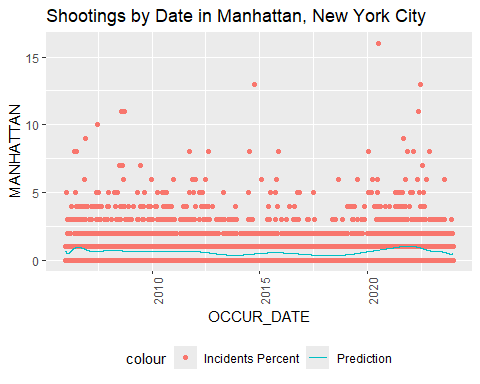 Shootings by Date in Manhattan, New York City
15
10
5
0
MANHATTAN
2010
2015
2020
OCCUR_DATE
colour
Incidents Percent
Prediction